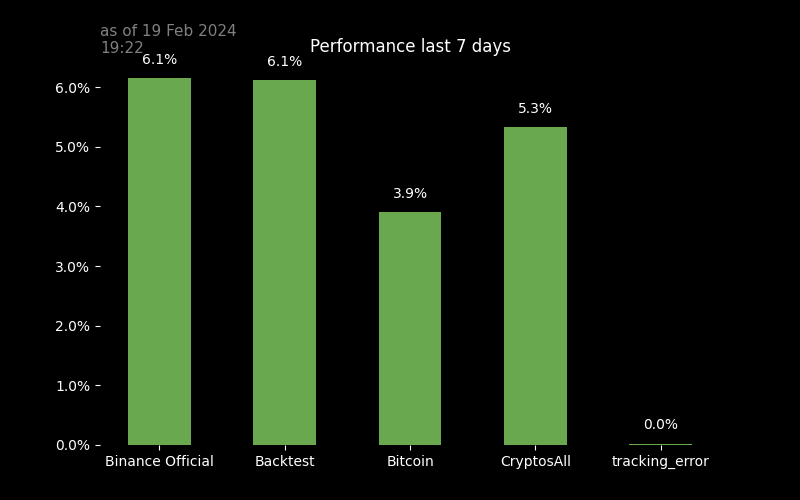 as of 19 Feb 2024
19:22
Performance last 7 days
6.1%
6.1%
3.9%
5.3%
0.0%
6.0%
5.0%
4.0%
3.0%
2.0%
1.0%
0.0%
Binance Official
Backtest
Bitcoin
CryptosAll
tracking_error